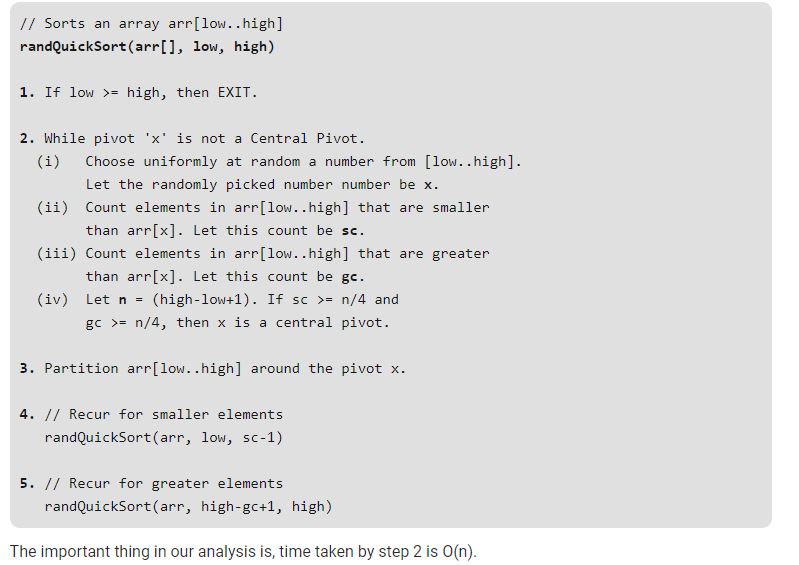 // Sorts an array arr[low..high]
randQuickSort(arr[], low, high)
1. If low >= high, then EXIT.
2. While pivot 'x' is not a Central Pivot.
(i) Choose uniformly at random a number from [low..high].
Let the randomly picked number number be x.
(ii) Count elements in arr[low..high] that are smaller
than arr[x]. Let this count be sc.
(iii) Count elements in arr[low..high] that are greater
than arr[x]. Let this count be gc.
(iv) Let n = (high-low+1). If sc >= n/4 and
gc >= n/4, then x is a central pivot.
3. Partition arr[low..high] around the pivot x.
4. // Recur for smaller elements
randQuickSort(arr, low, sc-1)
5. // Recur for greater elements
randQuickSort(arr, high-gc+1, high)
The important thing in our analysis is, time taken by step 2 is O(n).